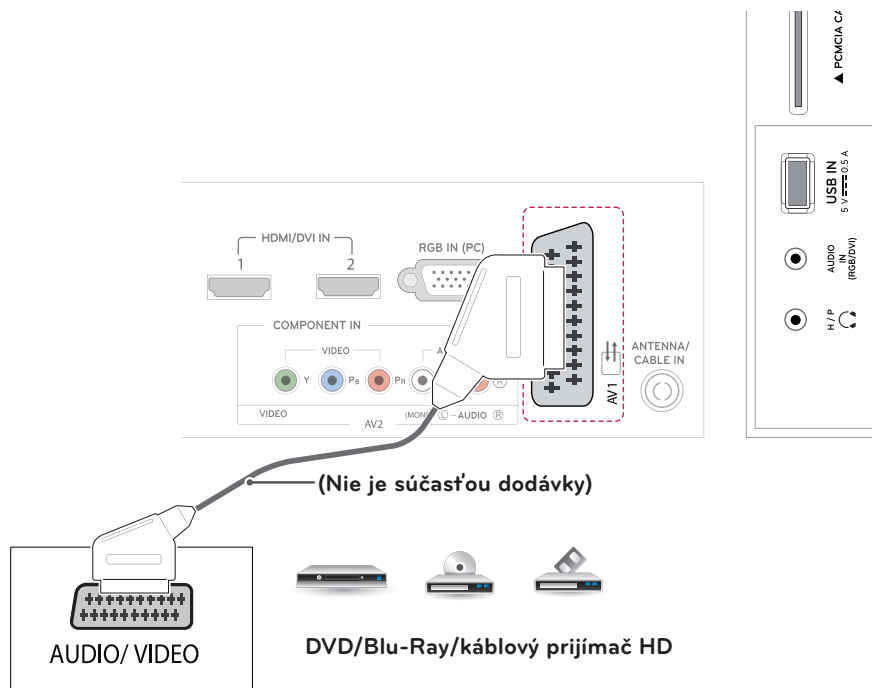 ▲ PCMCIA CA
USB IN
5 V 0.5 A
AUDIO
IN
(RGB/DVI)
H / P
HDMI/DVI IN
1 2
RGB IN (PC)
COMPONENT IN
VIDEO A
Y PB PR R
VIDEO (MONO) L – AUDIO R
AV2
AV1
ANTENNA/
CABLE IN
(Nie je súčasťou dodávky)
AUDIO/ VIDEO
DVD/Blu-Ray/káblový prijímač HD